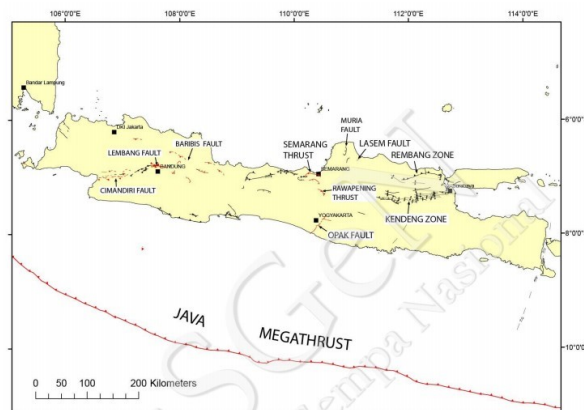 106°0'0"E
108°0'0"E
110°0'0"E
112°0'0"E
114°0'0"E
Bandar Lampung
6°0'0"
DKI Jakarta
MURIA
FAULT
LASEM FAULT
SEMARANG
THRUST
BARIBIS FAULT
LEMBANG FAULT
REMBANG ZONE
BANDUNG
SEMARANG
CIMANDIRI FAULT
RAWAPENING
THRUST
KENDENG ZONE
YOGYAKARTA
OPAK FAULT
8°0'0"
JAVA MEGATHRUST
10°0'0
0 50 100 200 Kilometers
Gempa Nasional